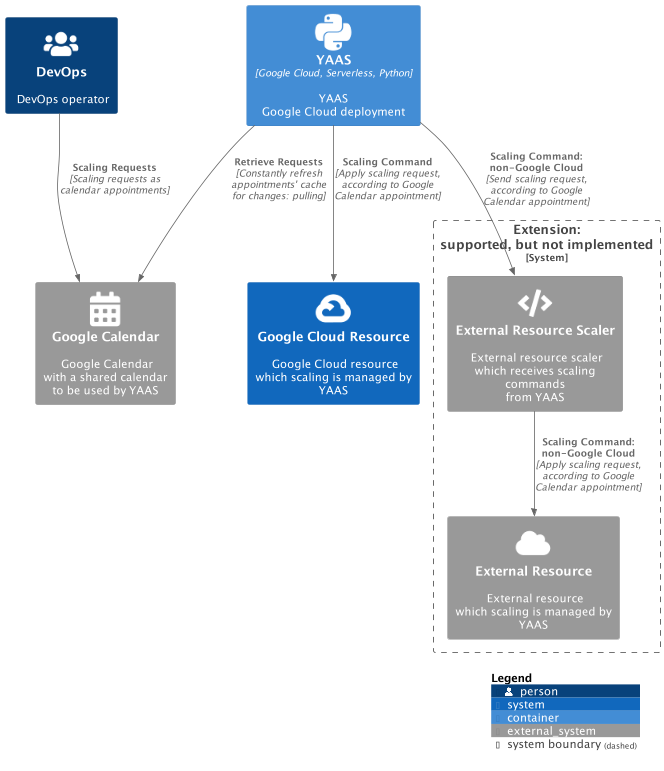 DevOps
DevOps operator
YAAS
[Google Cloud, Serverless, Python]
YAAS
Google Cloud deployment
Scaling Requests
[Scaling requests as
calendar appointments]
Retrieve Requests
[Constantly refresh
appointments' cache
for changes: pulling]
Scaling Command
[Apply scaling request,
according to Google
Calendar appointment]
Scaling Command:
non-Google Cloud
[Send scaling request,
according to Google
Calendar appointment]
Extension:
supported, but not implemented
[System]
Google Calendar
Google Calendar
with a shared calendar
to be used by YAAS
Google Cloud Resource
Google Cloud resource
which scaling is managed by
YAAS
External Resource Scaler
External resource scaler
which receives scaling
commands
from YAAS
Scaling Command:
non-Google Cloud
[Apply scaling request,
according to Google
Calendar appointment]
External Resource
External resource
which scaling is managed by
YAAS
Legend
person
system
container
external_system
system boundary (dashed)